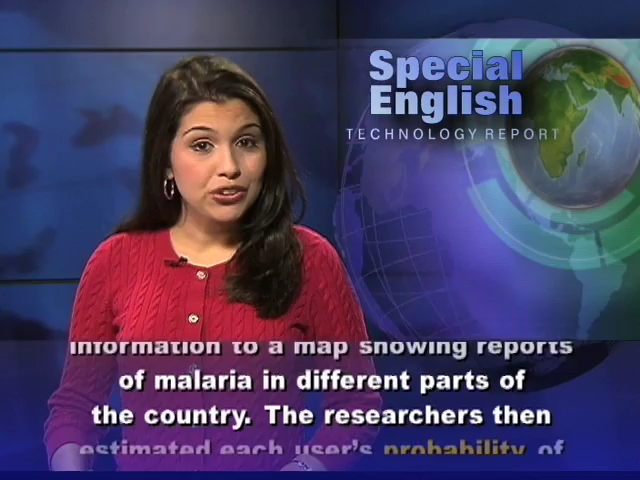 Special
English
TECHNOLOGY REPORT
information to a map showing reports
of malaria in different parts of
the country. The researchers then
estimated each user's probability of